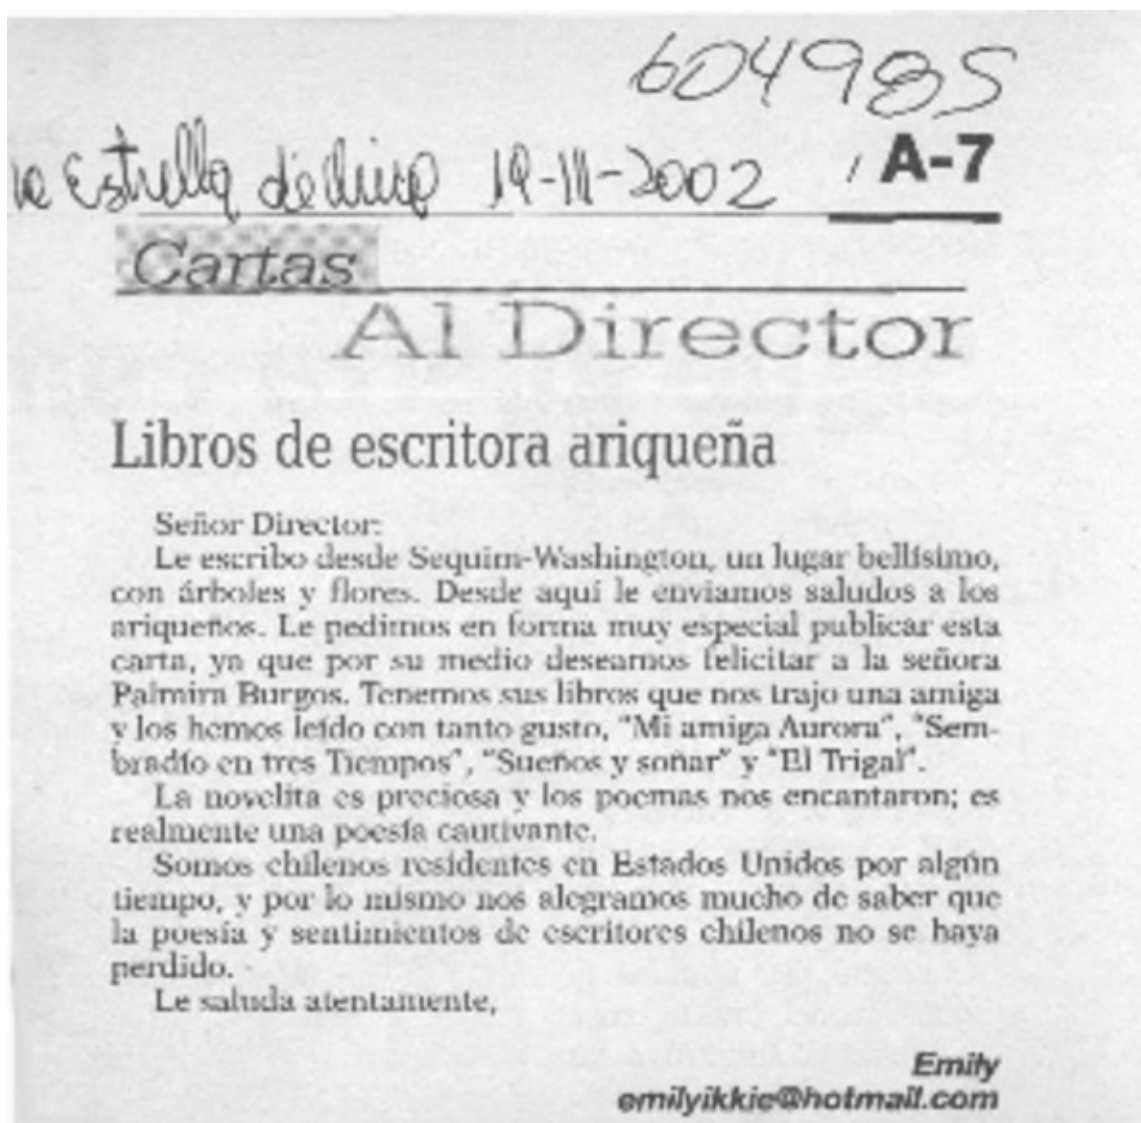 604985
La Estrella de Arica 19-III-2002
A-7
Cartas
Al Director
Libros de escritora ariqueña
Señor Director:
Le escribo desde Sequim-Washington, un lugar bellísimo,
con árboles y flores. Desde aquí le enviamos saludos a los
ariqueños. Le pedimos en forma muy especial publicar esta
carta, ya que por su medio deseamos felicitar a la señora
Palmira Burgos. Tenemos sus libros que nos trajo una amiga
y los hemos leído con tanto gusto, "Mi amiga Aurora", "Sem-
bradío en tres Tiempos", "Sueños y soñar" y "El Trigal".
La novelita es preciosa y los poemas nos encantaron; es
realmente una poesía cautivante.
Somos chilenos residentes en Estados Unidos por algún
tiempo, y por lo mismo nos alegramos mucho de saber que
la poesía y sentimientos de escritores chilenos no se haya
perdido.
Le saluda atentamente,
Emily
emilyikkie@hotmail.com